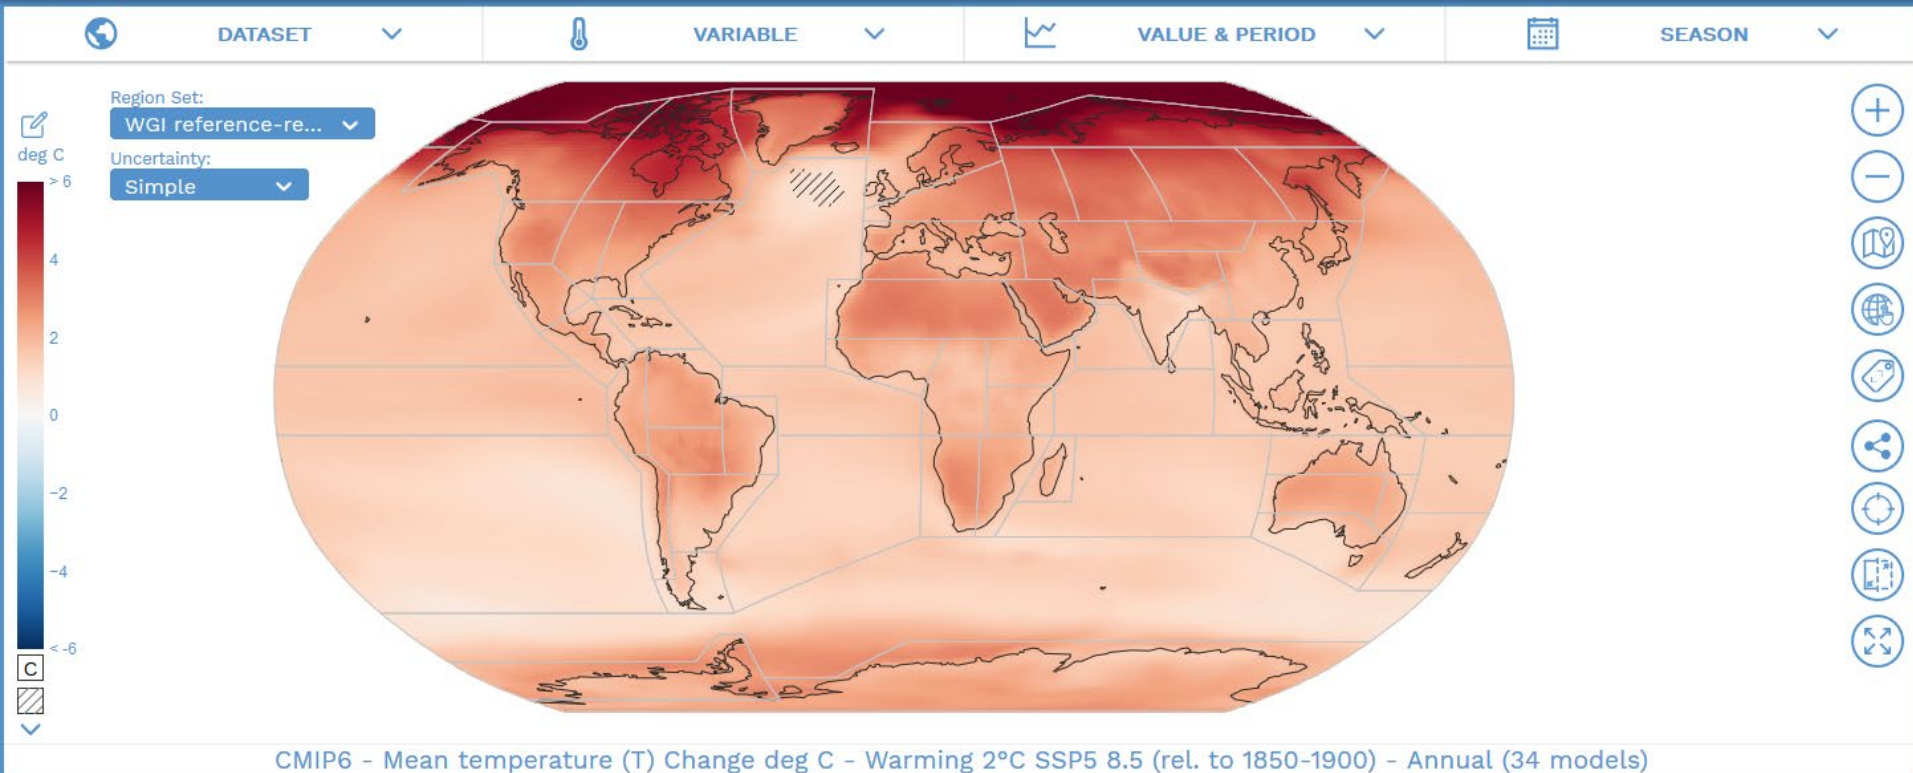 DATASET
VARIABLE
VALUE & PERIOD
SEASON
Region Set:
WGI reference-re...
Uncertainty:
Simple
deg C
> 6
4
2
0
−2
−4
< -6
C
CMIP6 - Mean temperature (T) Change deg C - Warming 2°C SSP5 8.5 (rel. to 1850-1900) - Annual (34 models)